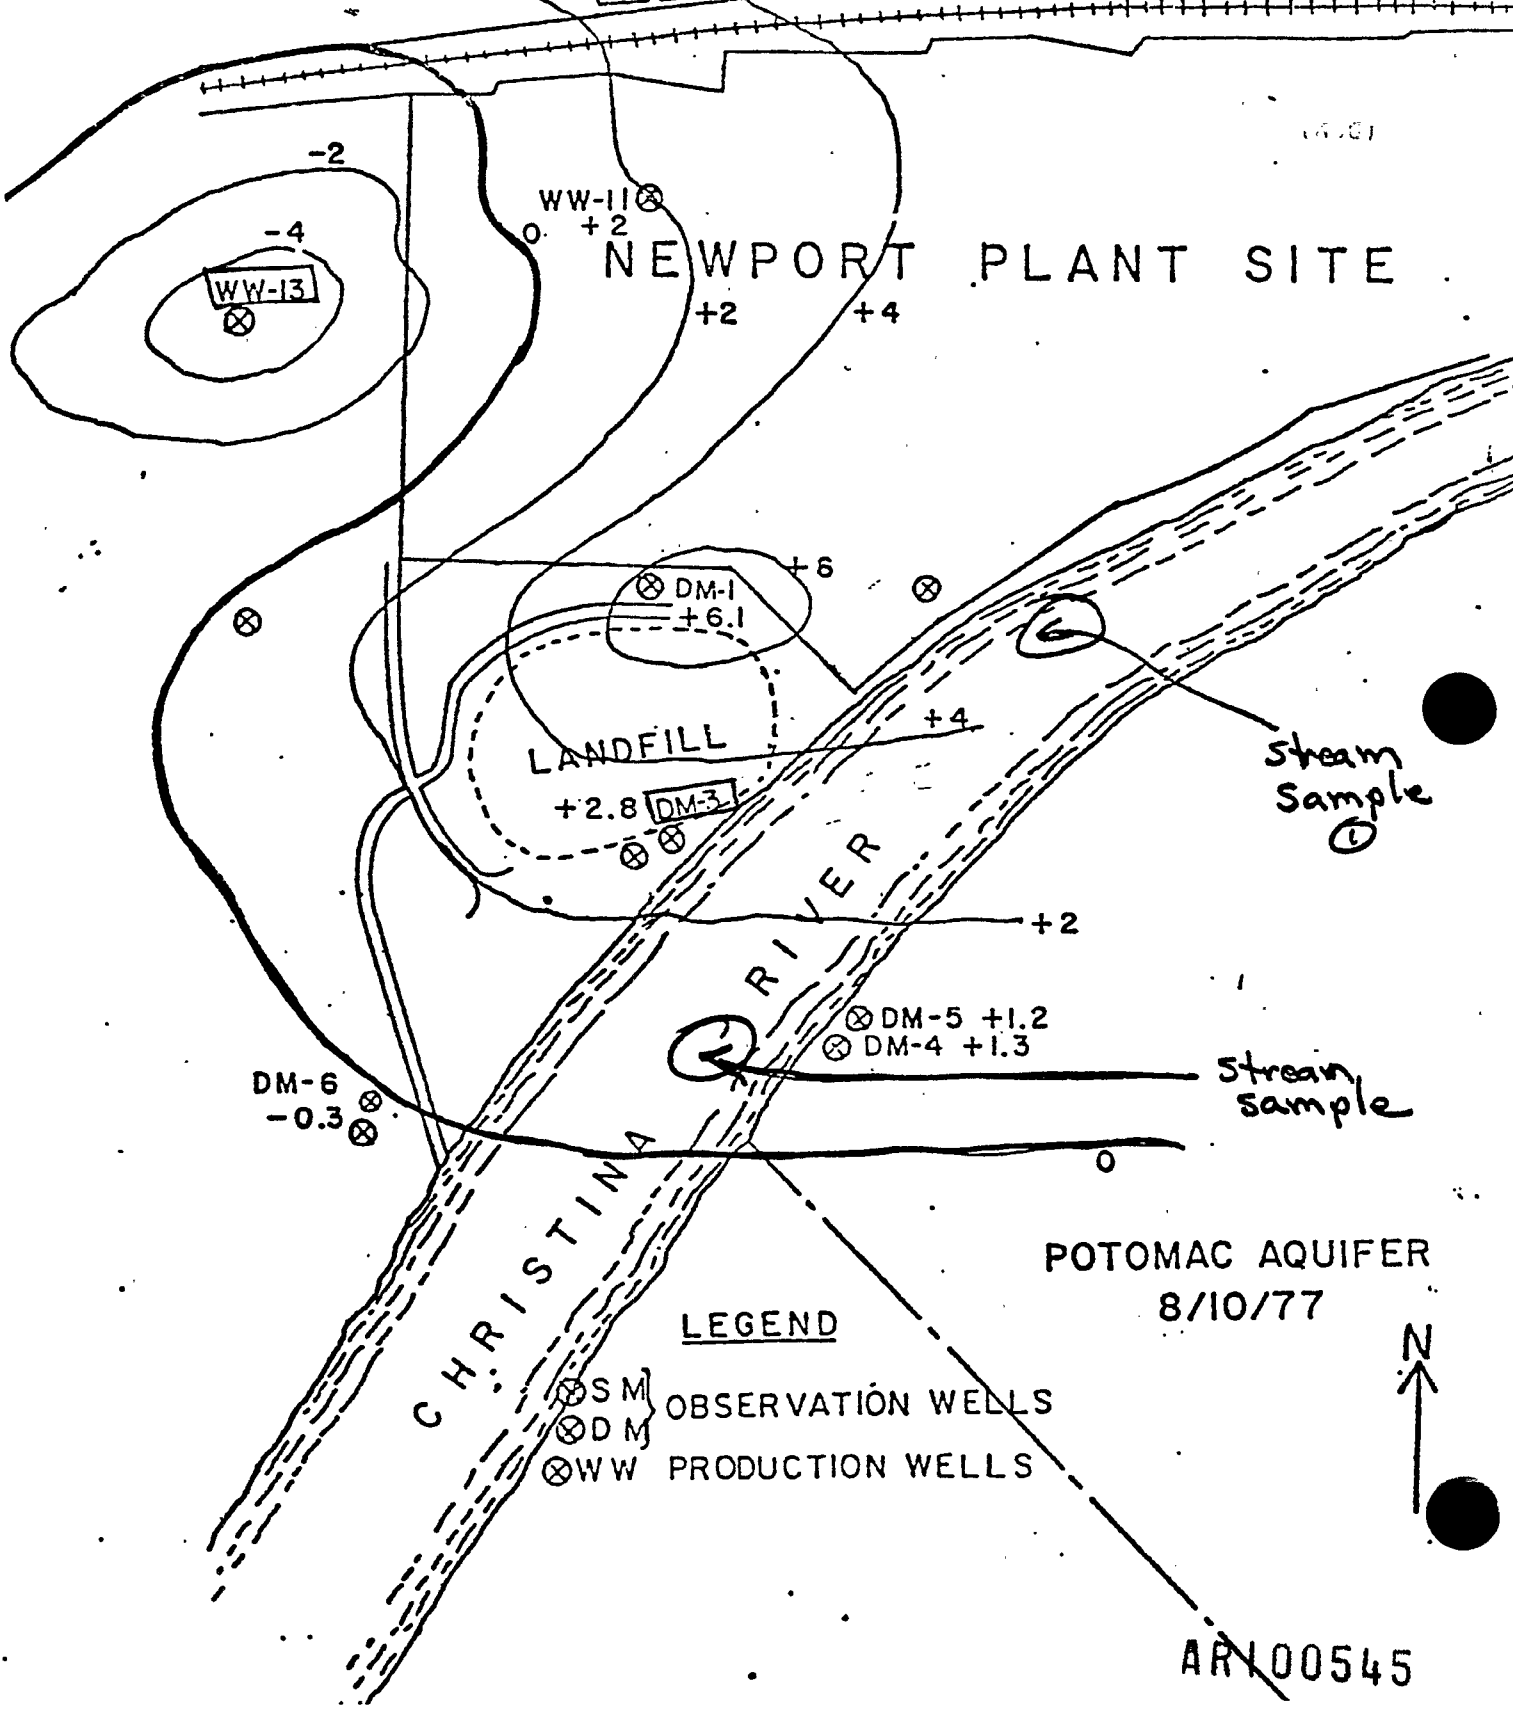 -2
-4
WW-13
WW-11
+2
0
NEWPORT PLANT SITE
+2
+4
+6
DM-1
+6.1
+4
LANDFILL
+2.8 DM-3
stream
sample
1
+2
CHRISTINA RIVER
DM-5 +1.2
DM-4 +1.3
stream
sample
DM-6
-0.3
0
POTOMAC AQUIFER
8/10/77
N
LEGEND
SM
DM
OBSERVATION WELLS
WW PRODUCTION WELLS
AR100545